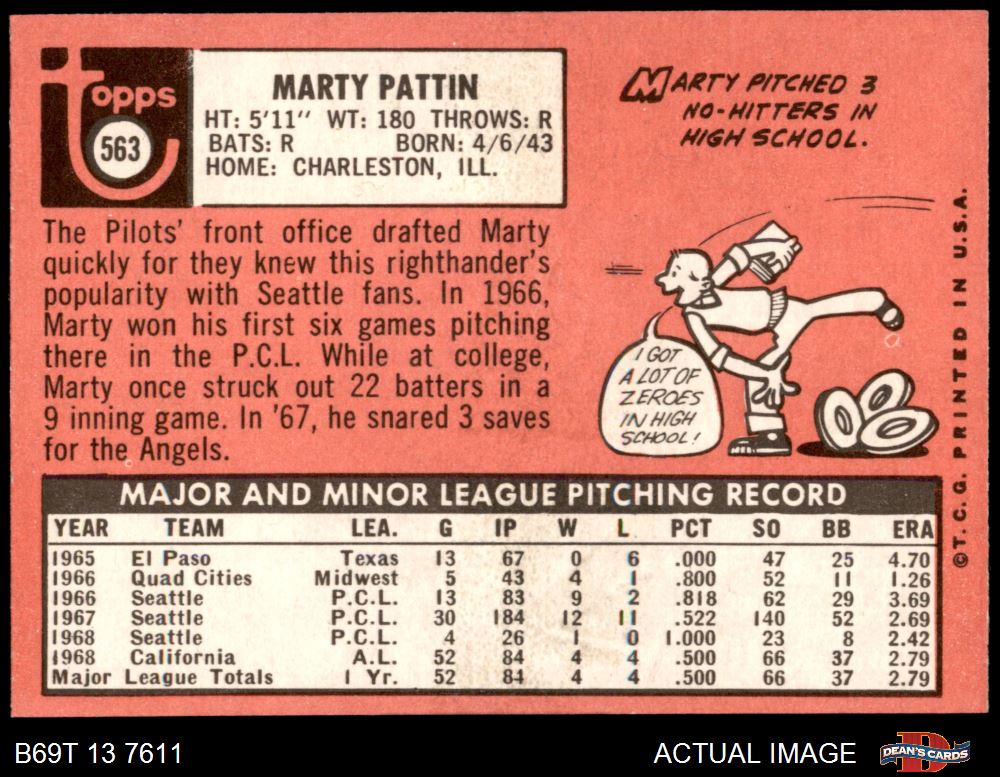 Topps
563
MARTY PATTIN
HT: 5'11" WT: 180 THROWS: R
BATS: R BORN: 4/6/43
HOME: CHARLESTON, ILL.
MARTY PITCHED 3
NO-HITTERS IN
HIGH SCHOOL.
The Pilots' front office drafted Marty
quickly for they knew this righthander's
popularity with Seattle fans. In 1966,
Marty won his first six games pitching
there in the P.C.L. While at college,
Marty once struck out 22 batters in a
9 inning game. In '67, he snared 3 saves
for the Angels.
I GOT
A LOT OF
ZEROES
IN HIGH
SCHOOL!
©T. C. G. PRINTED IN U.S.A.
MAJOR AND MINOR LEAGUE PITCHING RECORD
YEAR TEAM LEA. G IP W L PCT SO BB ERA
1965 El Paso Texas 13 67 0 6 .000 47 25 4.70
1966 Quad Cities Midwest 5 43 4 1 .800 52 11 1.26
1966 Seattle P.C.L. 13 83 9 2 .818 62 29 3.69
1967 Seattle P.C.L. 30 184 12 11 .522 140 52 2.69
1968 Seattle P.C.L. 4 26 1 0 1.000 23 8 2.42
1968 California A.L. 52 84 4 4 .500 66 37 2.79
Major League Totals 1 Yr. 52 84 4 4 .500 66 37 2.79
B69T 13 7611
ACTUAL IMAGE
DEAN'S CARDS